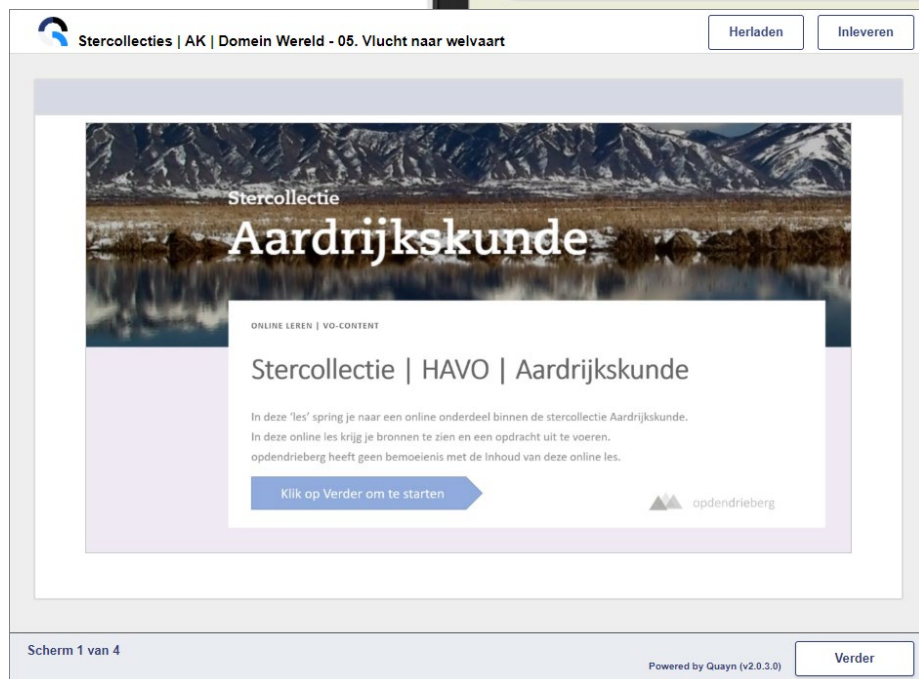 Stercollecties | AK | Domein Wereld - 05. Vlucht naar welvaart
Herladen
Inleveren
Stercollectie
Aardrijkskunde
ONLINE LEREN | VO-CONTENT
Stercollectie | HAVO | Aardrijkskunde
In deze 'les' spring je naar een online onderdeel binnen de stercollectie Aardrijkskunde.
In deze online les krijg je bronnen te zien en een opdracht uit te voeren.
opdendrieberg heeft geen bemoeienis met de Inhoud van deze online les.
Klik op Verder om te starten
opdendrieberg
Scherm 1 van 4
Powered by Quayn (v2.0.3.0)
Verder